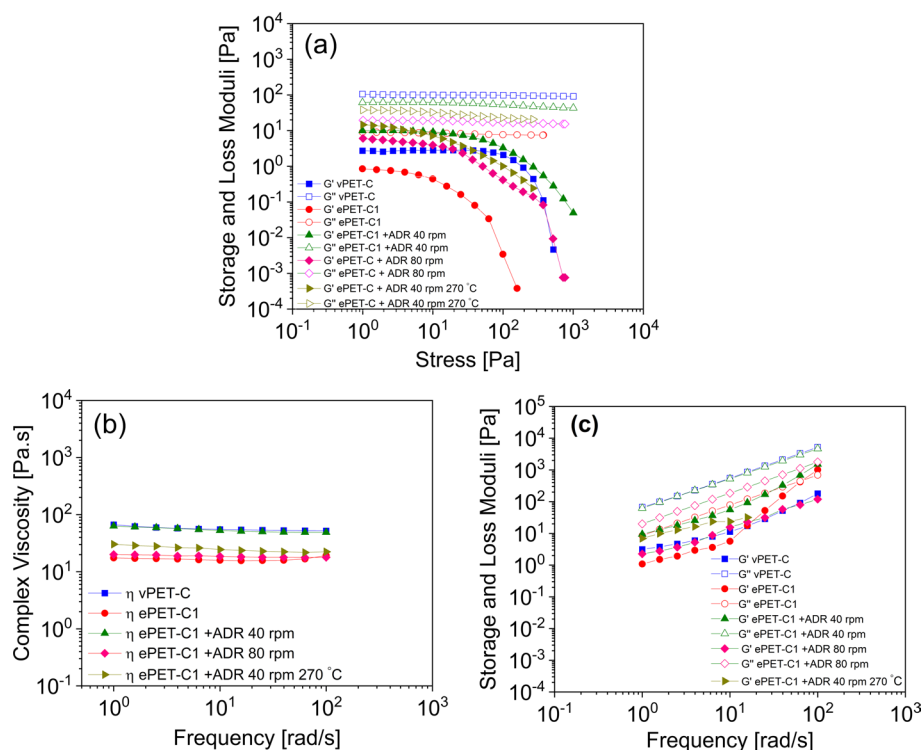 (a)
Storage and Loss Moduli [Pa]
10⁴
10³
10²
10¹
10⁰
10⁻¹
10⁻²
10⁻³
10⁻⁴
G' vPET-C
G'' vPET-C
G' ePET-C1
G'' ePET-C1
G' ePET-C1 +ADR 40 rpm
G'' ePET-C1 +ADR 40 rpm
G' ePET-C + ADR 80 rpm
G'' ePET-C + ADR 80 rpm
G' ePET-C + ADR 40 rpm 270 °C
G'' ePET-C + ADR 40 rpm 270 °C
10⁻¹ 10⁰ 10¹ 10² 10³ 10⁴
Stress [Pa]
(b)
Complex Viscosity [Pa.s]
10⁴
10³
10²
10¹
10⁰
10⁻¹
η vPET-C
η ePET-C1
η ePET-C1 +ADR 40 rpm
η ePET-C1 +ADR 80 rpm
η ePET-C1 +ADR 40 rpm 270 °C
10⁰ 10¹ 10² 10³
Frequency [rad/s]
(c)
Storage and Loss Moduli [Pa]
10⁵
10⁴
10³
10²
10¹
10⁰
10⁻¹
10⁻²
10⁻³
10⁻⁴
G' vPET-C
G'' vPET-C
G' ePET-C1
G'' ePET-C1
G' ePET-C1 +ADR 40 rpm
G'' ePET-C1 +ADR 40 rpm
G' ePET-C1 +ADR 80 rpm
G'' ePET-C1 +ADR 80 rpm
G' ePET-C1 +ADR 40 rpm 270 °C
10⁻¹ 10⁰ 10¹ 10² 10³
Frequency [rad/s]